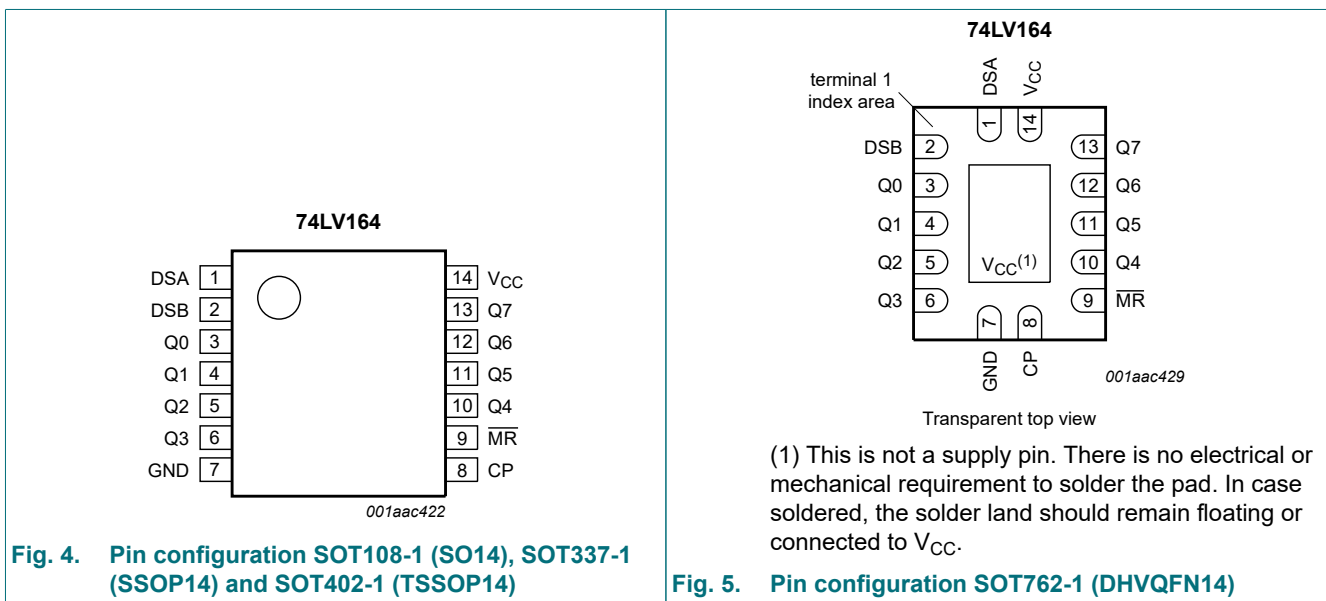 74LV164
DSA 1
DSB 2
Q0 3
Q1 4
Q2 5
Q3 6
GND 7
14 VCC
13 Q7
12 Q6
11 Q5
10 Q4
9 M̅R̅
8 CP
001aac422
Fig. 4. Pin configuration SOT108-1 (SO14), SOT337-1
(SSOP14) and SOT402-1 (TSSOP14)
74LV164
terminal 1
index area
DSA
VCC
1
14
DSB 2
Q0 3
Q1 4
Q2 5
Q3 6
13 Q7
12 Q6
11 Q5
10 Q4
9 M̅R̅
VCC(1)
7
8
GND
CP
001aac429
Transparent top view
(1) This is not a supply pin. There is no electrical or
mechanical requirement to solder the pad. In case
soldered, the solder land should remain floating or
connected to VCC.
Fig. 5. Pin configuration SOT762-1 (DHVQFN14)